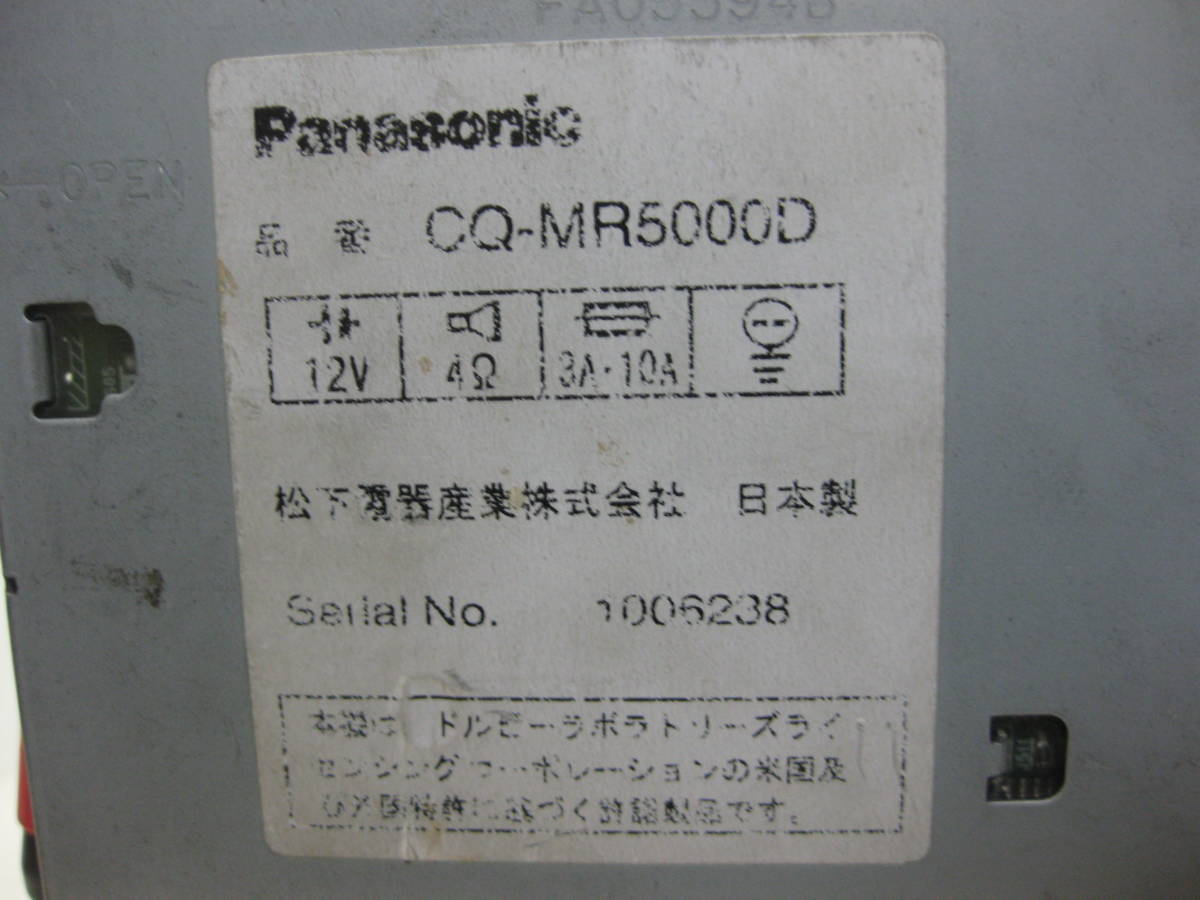 Panasonic
OPEN
品 番 CQ-MR5000D
12V 4Ω 3A・10A
松下電器産業株式会社 日本製
Serial No. 1006238
本機は ドルビーラボラトリーズライ
センシングコーポレーションの米国及
び外国特許に基づく許諾製品です。